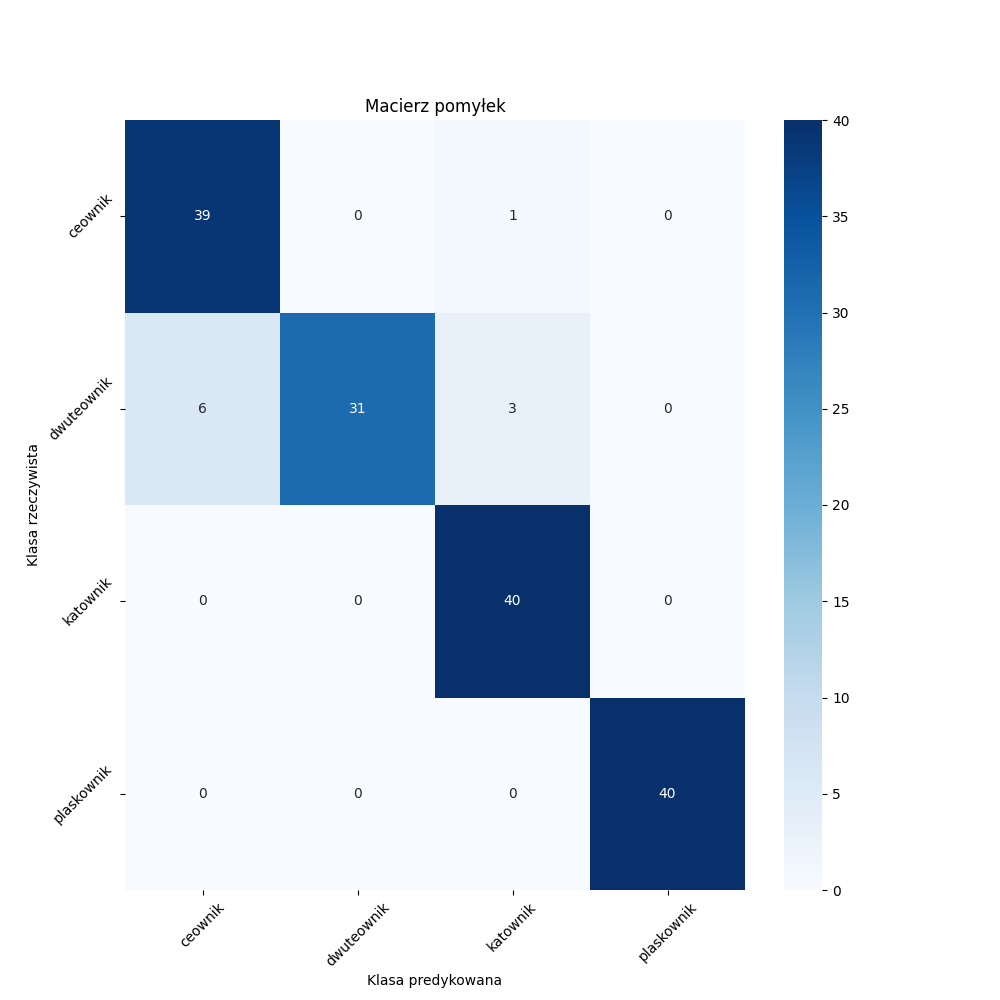 Macierz pomyłek
40
ceownik
39 0 1 0
35
30
dwuteownik
6 31 3 0
25
20
Klasa rzeczywista
katownik
0 0 40 0
15
10
plaskownik
0 0 0 40
5
0
ceownik dwuteownik katownik plaskownik
Klasa predykowana